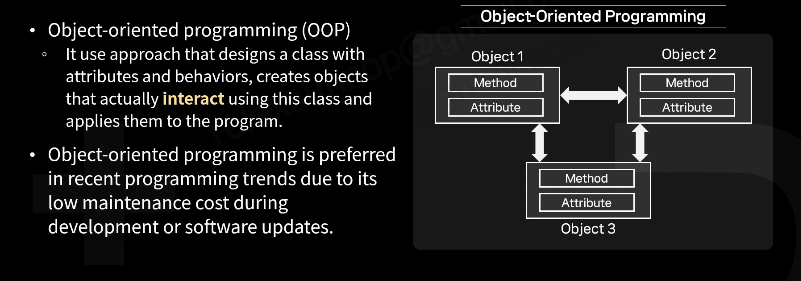 • Object-oriented programming (OOP)
◦ It use approach that designs a class with
attributes and behaviors, creates objects
that actually interact using this class and
applies them to the program.
• Object-oriented programming is preferred
in recent programming trends due to its
low maintenance cost during
development or software updates.
Object-Oriented Programming
Object 1
Method
Attribute
Object 2
Method
Attribute
Method
Attribute
Object 3